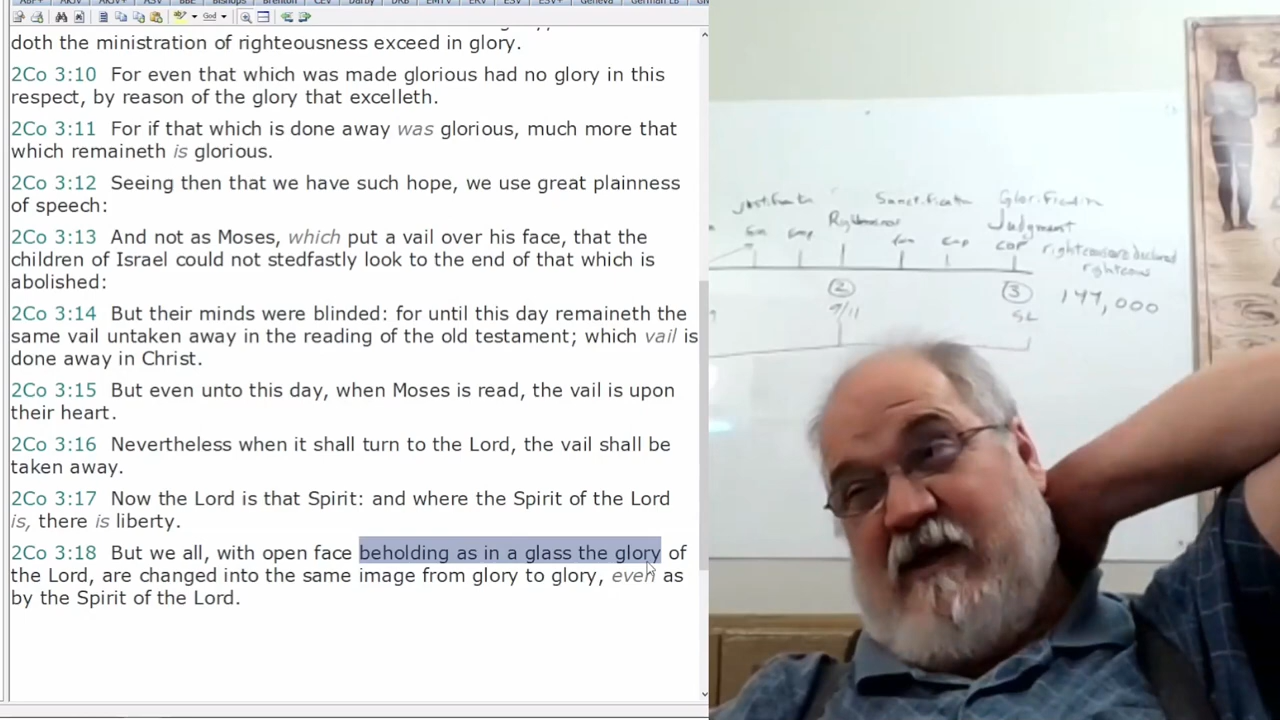 doth the ministration of righteousness exceed in glory.
2Co 3:10 For even that which was made glorious had no glory in this
respect, by reason of the glory that excelleth.
2Co 3:11 For if that which is done away was glorious, much more that
which remaineth is glorious.
2Co 3:12 Seeing then that we have such hope, we use great plainness
of speech:
2Co 3:13 And not as Moses, which put a vail over his face, that the
children of Israel could not stedfastly look to the end of that which is
abolished:
2Co 3:14 But their minds were blinded: for until this day remaineth the
same vail untaken away in the reading of the old testament; which vail is
done away in Christ.
2Co 3:15 But even unto this day, when Moses is read, the vail is upon
their heart.
2Co 3:16 Nevertheless when it shall turn to the Lord, the vail shall be
taken away.
2Co 3:17 Now the Lord is that Spirit: and where the Spirit of the Lord
is, there is liberty.
2Co 3:18 But we all, with open face beholding as in a glass the glory of
the Lord, are changed into the same image from glory to glory, even as
by the Spirit of the Lord.
Sanctification Glorification
Judgment
COP
declared
righteous
2 3 144,000
9/11 SL